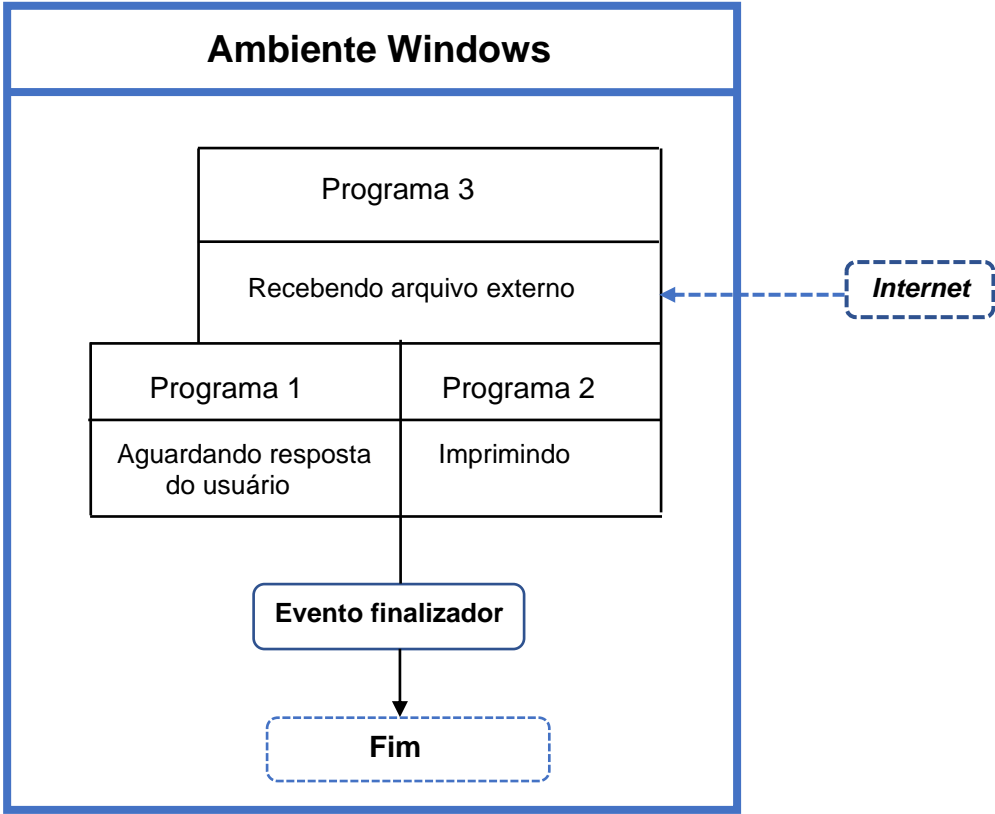 Ambiente Windows
Programa 3
Recebendo arquivo externo
Internet
Programa 1
Programa 2
Aguardando resposta
do usuário
Imprimindo
Evento finalizador
Fim